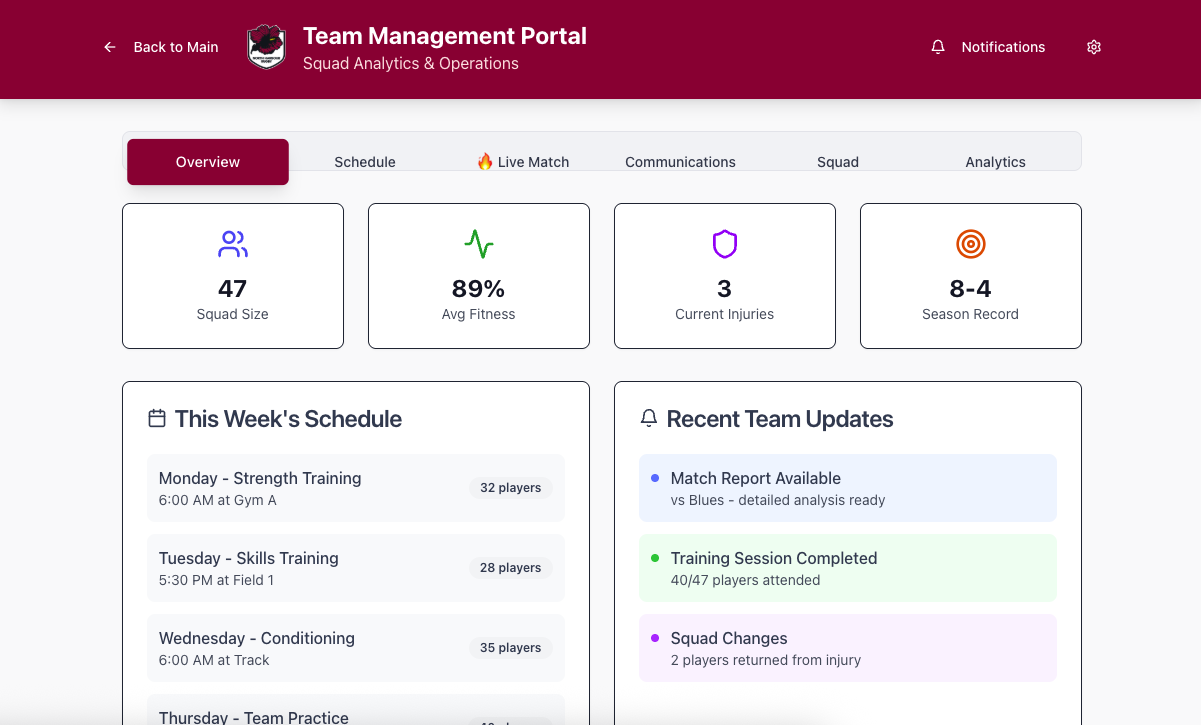 Back to Main
Team Management Portal
Squad Analytics & Operations
Notifications
Overview
Schedule
🔥 Live Match
Communications
Squad
Analytics
47
Squad Size
89%
Avg Fitness
3
Current Injuries
8-4
Season Record
This Week's Schedule
Monday - Strength Training
6:00 AM at Gym A
32 players
Tuesday - Skills Training
5:30 PM at Field 1
28 players
Wednesday - Conditioning
6:00 AM at Track
35 players
Thursday - Team Practice
Recent Team Updates
Match Report Available
vs Blues - detailed analysis ready
Training Session Completed
40/47 players attended
Squad Changes
2 players returned from injury